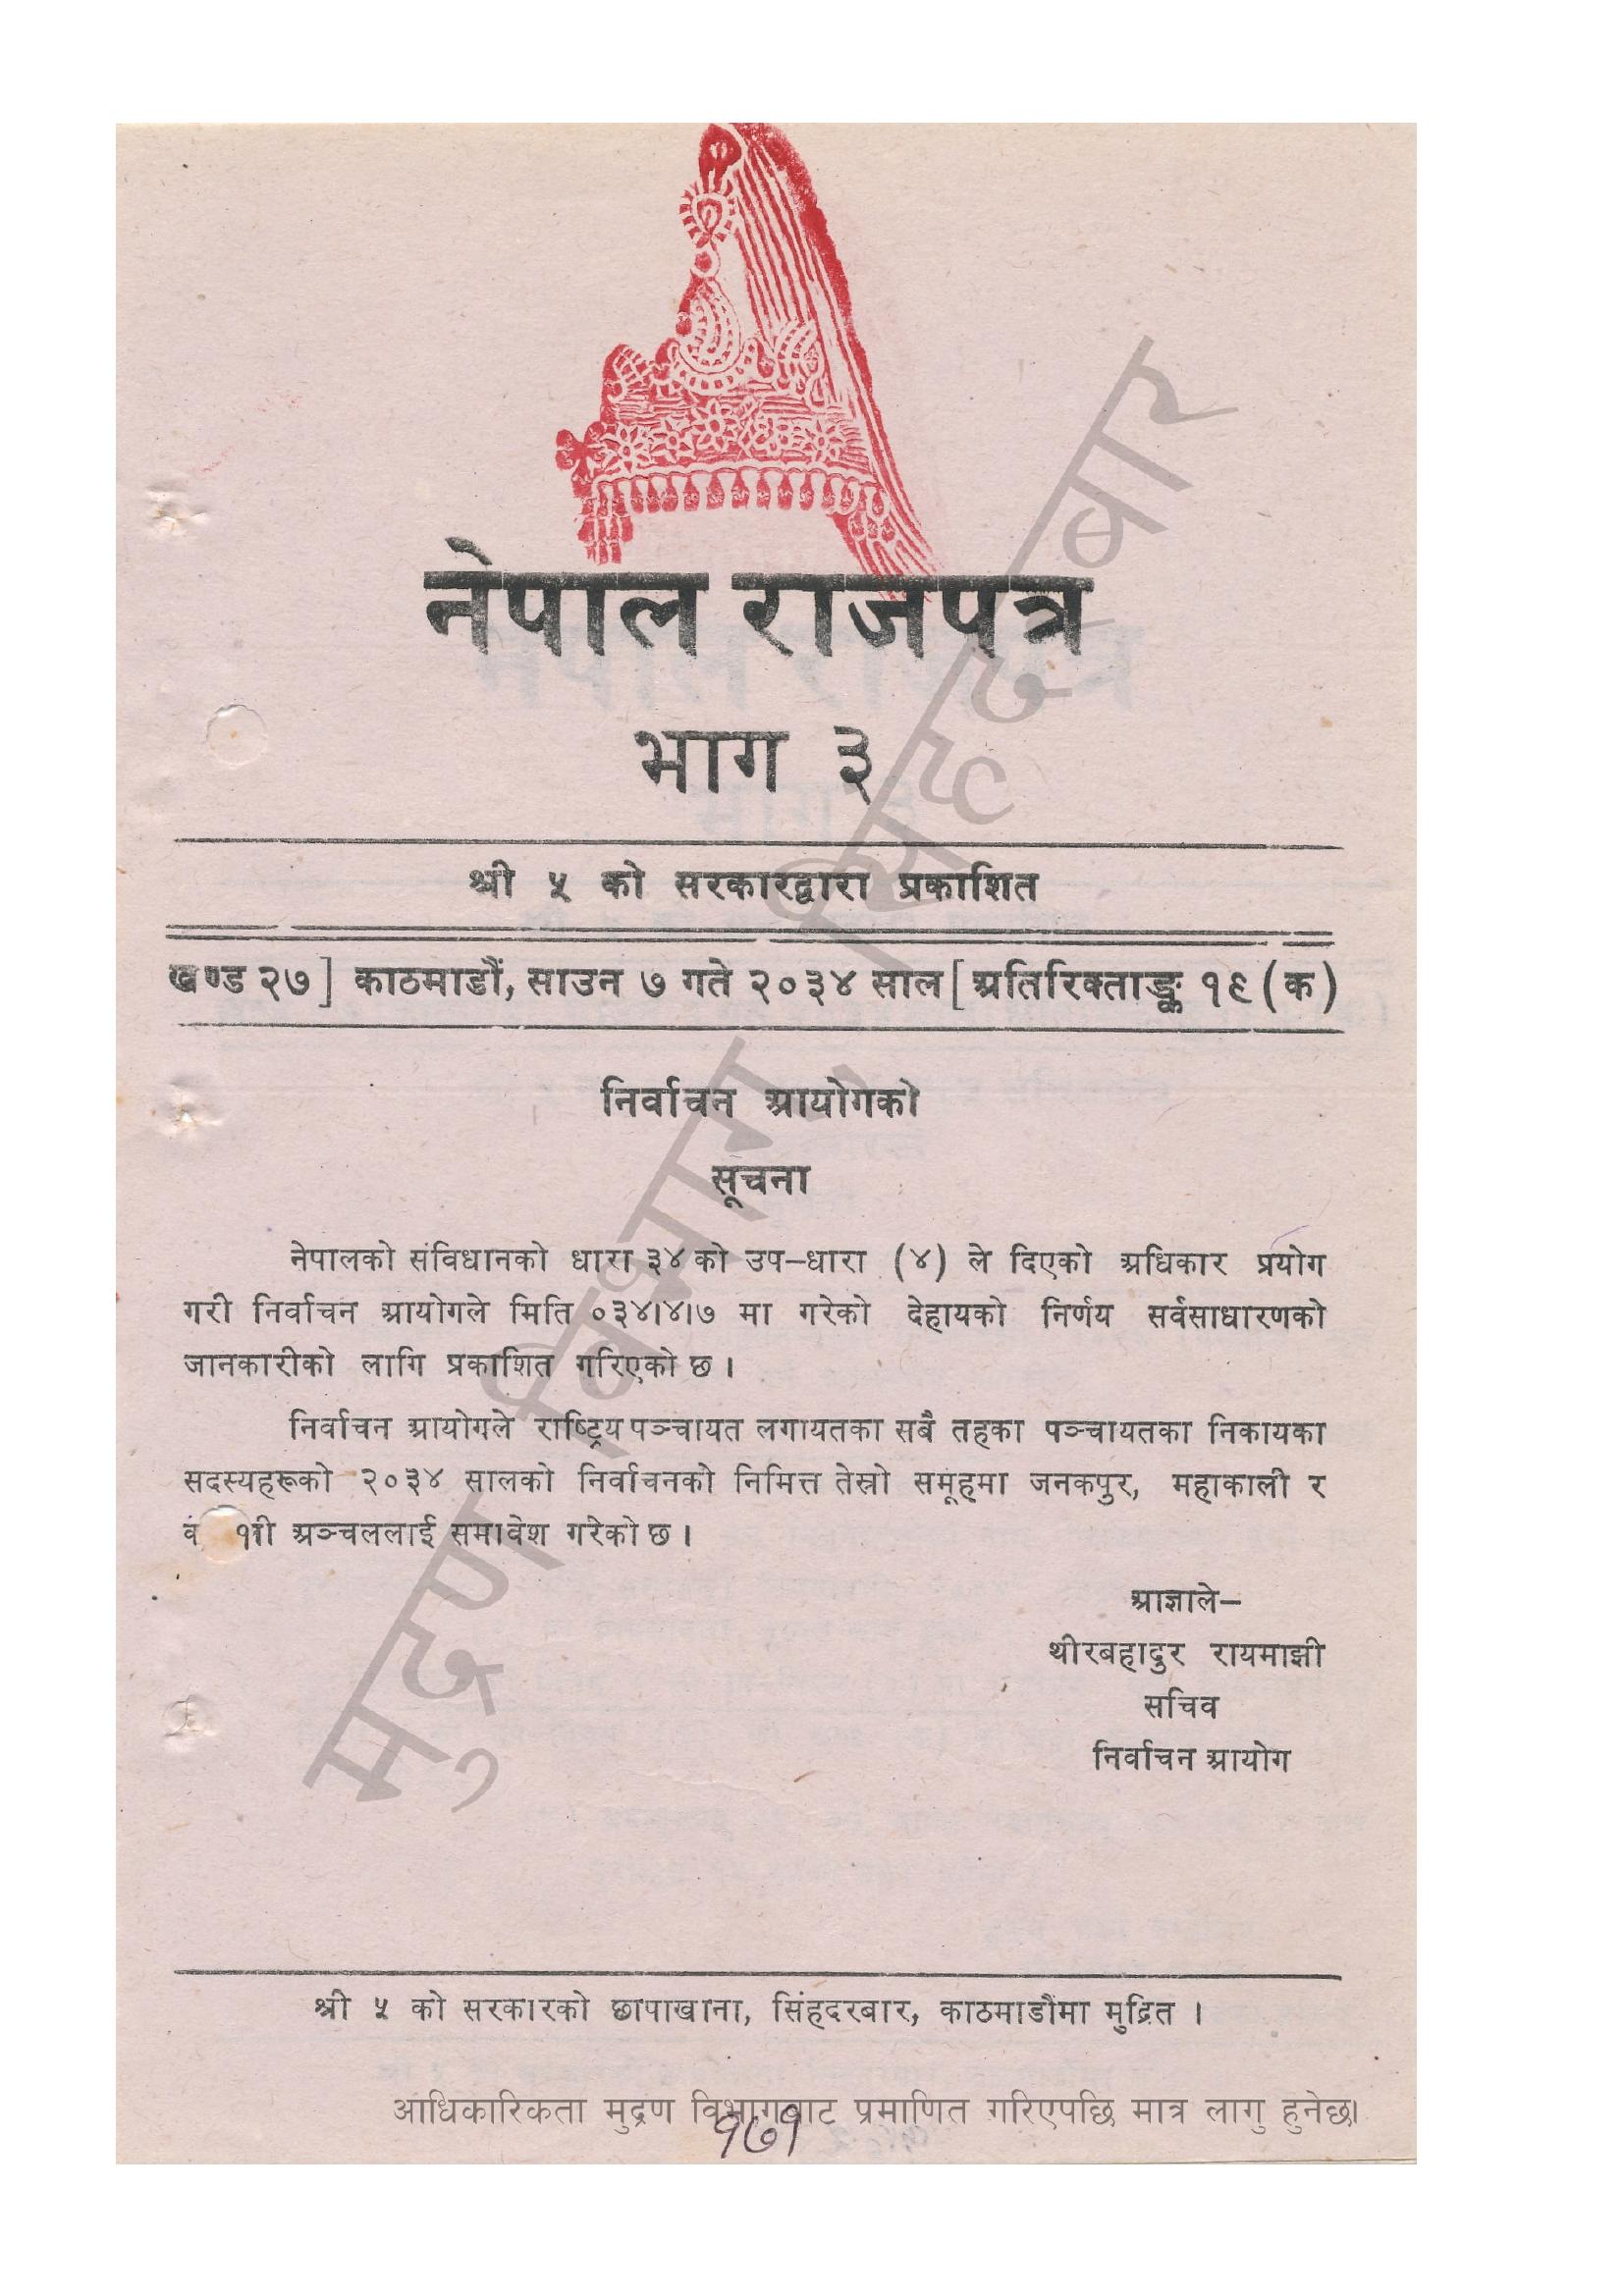 नेपाल राजपत्र
भाग ३
श्री ५ को सरकारद्वारा प्रकाशित
खण्ड २७] काठमाडौं, साउन ७ गते २०३४ साल [अतिरिक्ताङ्क १९ (क)
निर्वाचन आयोगको
सूचना
नेपालको संविधानको धारा ३४ को उप–धारा (४) ले दिएको अधिकार प्रयोग
गरी निर्वाचन आयोगले मिति ०३४।४।७ मा गरेको देहायको निर्णय सर्वसाधारणको
जानकारीको लागि प्रकाशित गरिएको छ ।
निर्वाचन आयोगले राष्ट्रिय पञ्चायत लगायतका सबै तहका पञ्चायतका निकायका
सदस्यहरूको २०३४ सालको निर्वाचनको निमित्त तेस्रो समूहमा जनकपुर, महाकाली र
अञ्चललाई समावेश गरेको छ ।
आज्ञाले–
थीरबहादुर रायमाझी
सचिव
निर्वाचन आयोग
श्री ५ को सरकारको छापाखाना, सिंहदरबार, काठमाडौंमा मुद्रित ।
आधिकारिकता मुद्रण विभागबाट प्रमाणित गरिएपछि मात्र लागु हुनेछ।
१७१
मुद्रण विभाग, सिंहदरबार